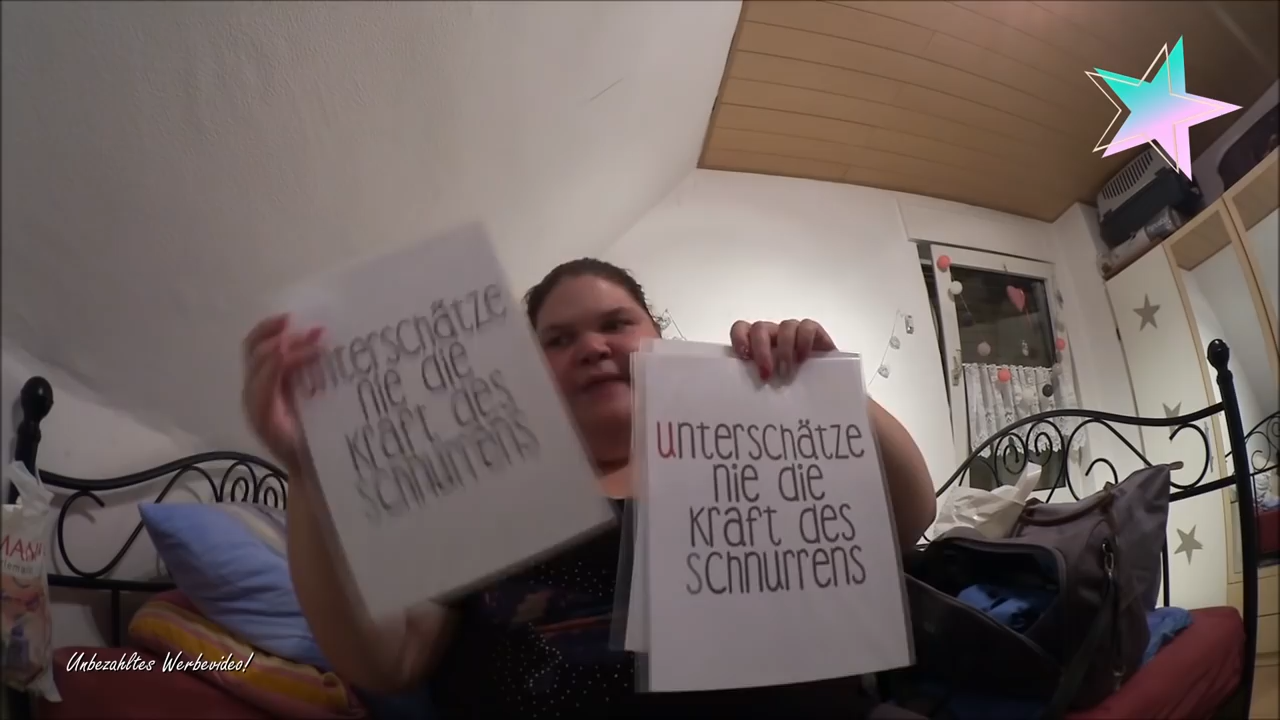 unterschätze
nie die
kraft des
schnurrens
unterschätze
nie die
kraft des
schnurrens
Unbezahltes Werbevideo!